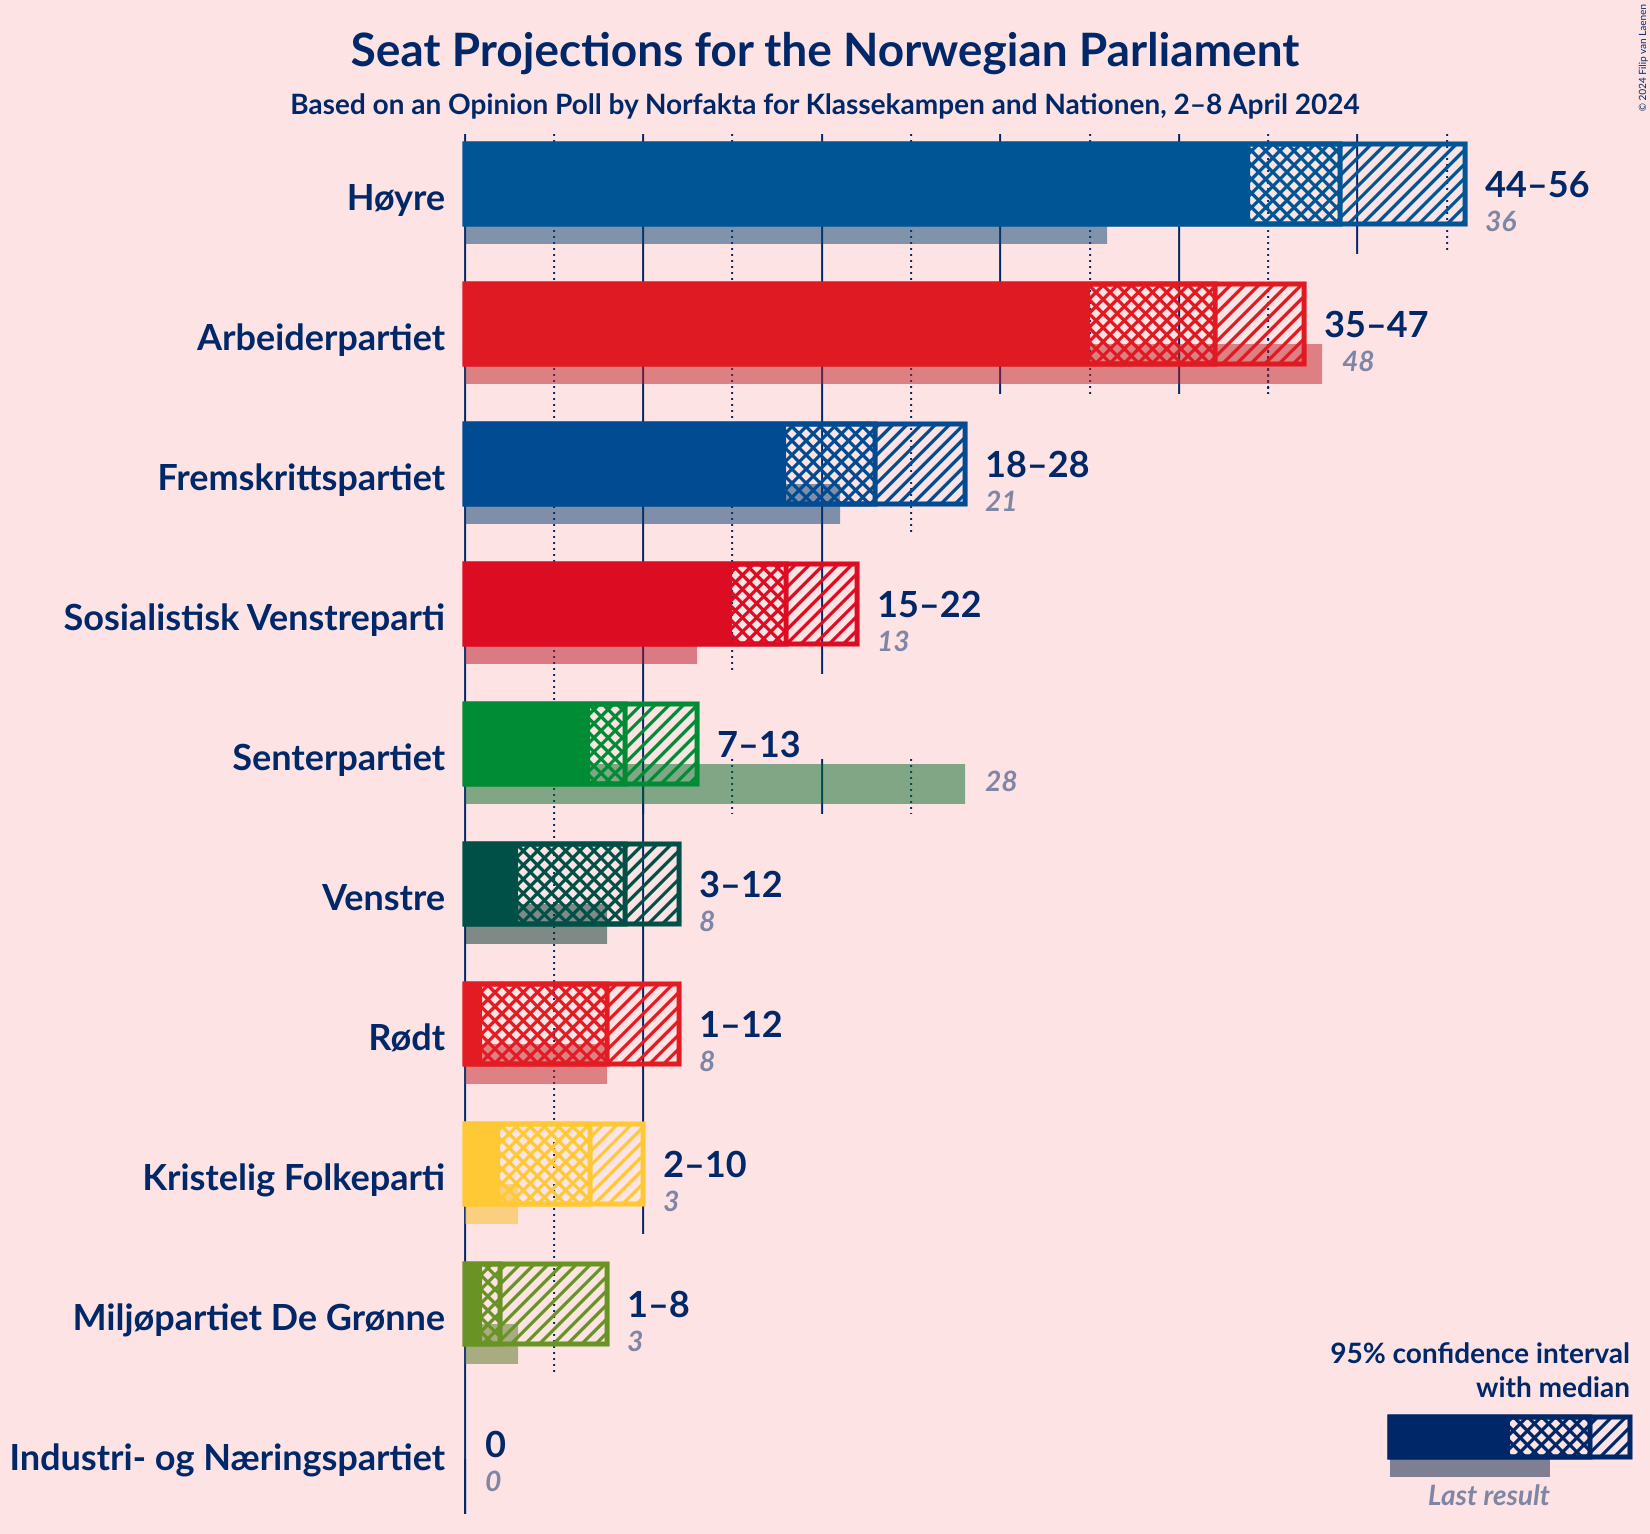 Seat Projections for the Norwegian Parliament
Based on an Opinion Poll by Norfakta for Klassekampen and Nationen, 2–8 April 2024
© 2024 Filip van Laenen
Høyre
44–56
36
Arbeiderpartiet
35–47
48
Fremskrittspartiet
18–28
21
Sosialistisk Venstreparti
15–22
13
Senterpartiet
7–13
28
Venstre
3–12
8
Rødt
1–12
8
Kristelig Folkeparti
2–10
3
Miljøpartiet De Grønne
1–8
3
Industri- og Næringspartiet
0
0
95% confidence interval
with median
Last result